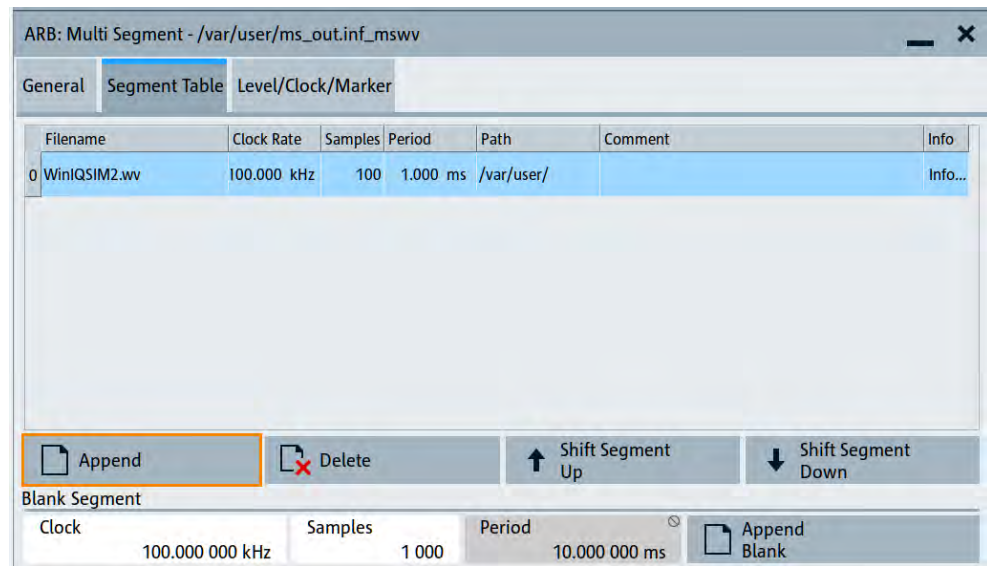 ARB: Multi Segment - /var/user/ms_out.inf_mswv
General Segment Table Level/Clock/Marker
Filename Clock Rate Samples Period Path Comment Info
0 WinIQSIM2.wv 100.000 kHz 100 1.000 ms /var/user/ Info...
Append Delete Shift Segment Up Shift Segment Down
Blank Segment
Clock Samples Period Append Blank
100.000 000 kHz 1 000 10.000 000 ms